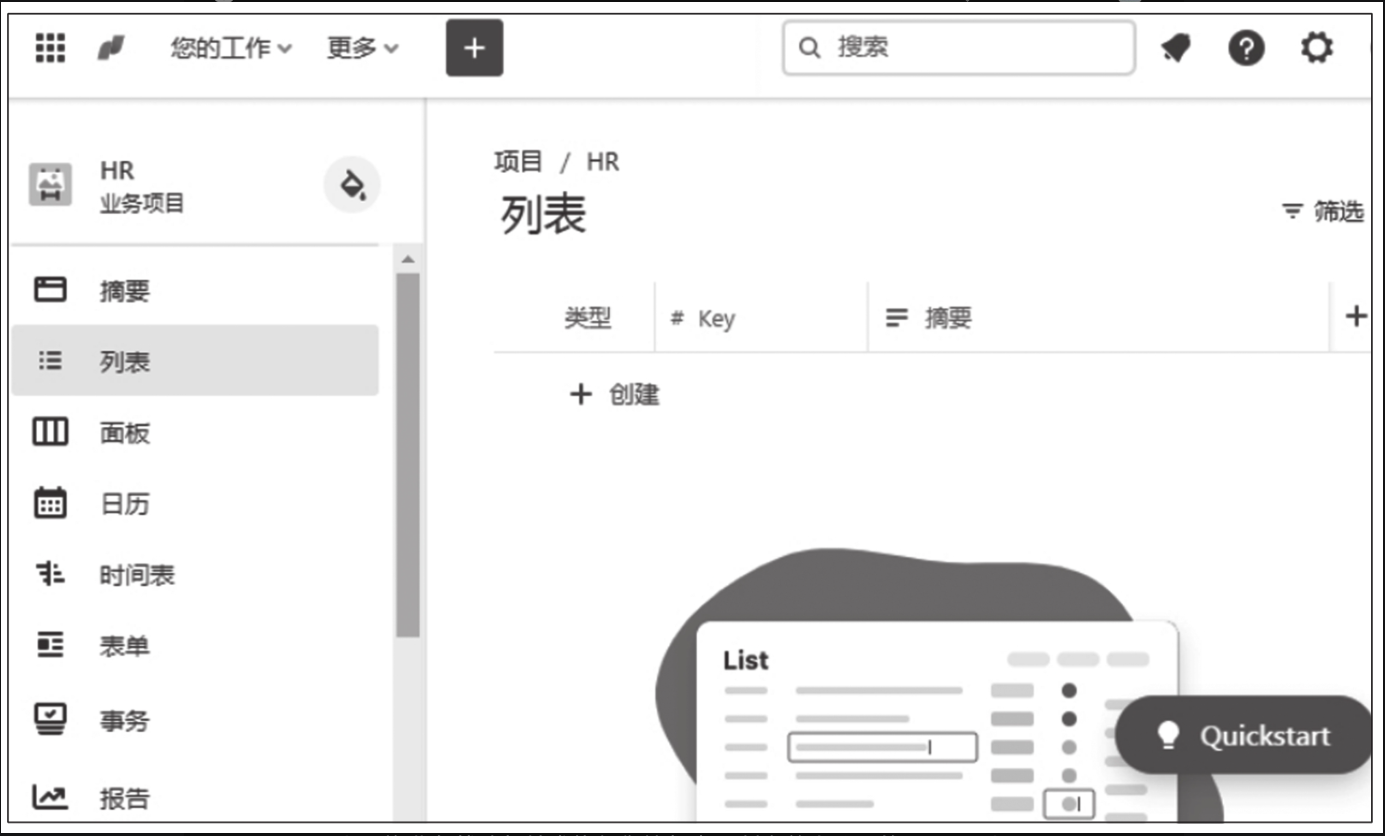 您的工作 更多 + 搜索
HR
业务项目
摘要
列表
面板
日历
时间表
表单
事务
报告
项目 / HR
列表
筛选
类型 # Key 摘要 +
+ 创建
List
Quickstart